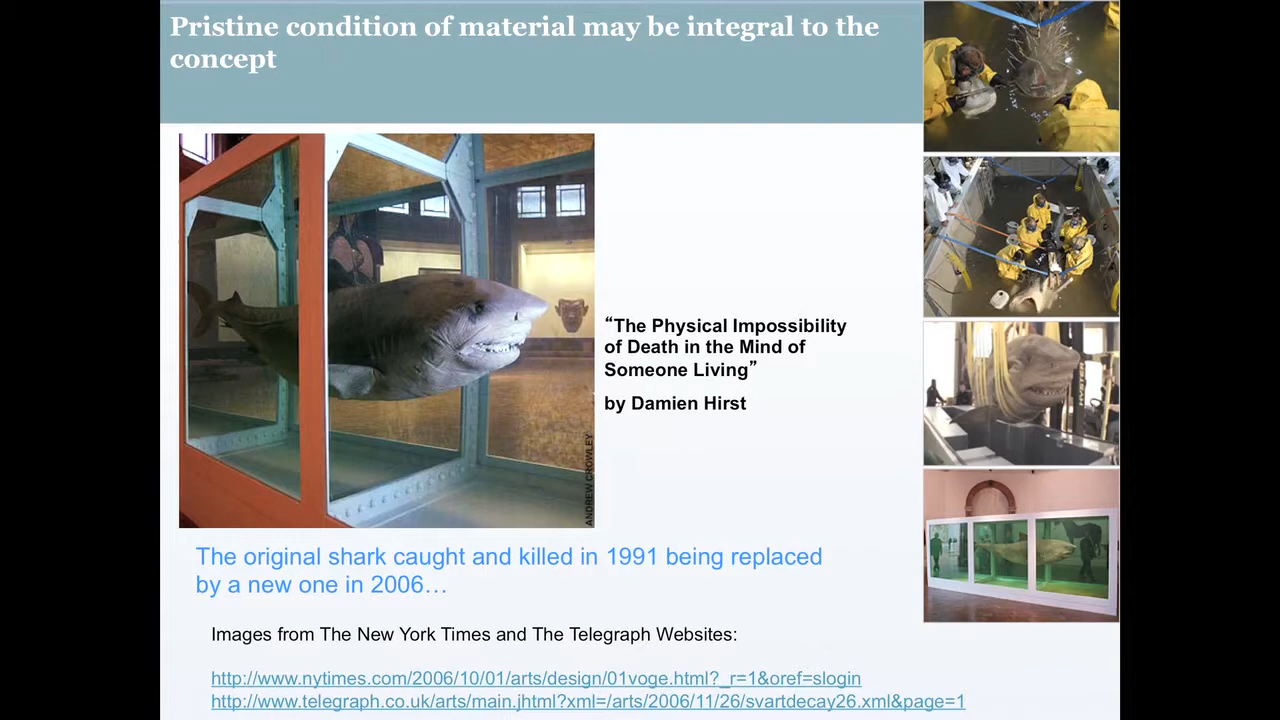 Pristine condition of material may be integral to the
concept
ANDREW CROWLEY
“The Physical Impossibility
of Death in the Mind of
Someone Living”
by Damien Hirst
The original shark caught and killed in 1991 being replaced
by a new one in 2006…
Images from The New York Times and The Telegraph Websites:
http://www.nytimes.com/2006/10/01/arts/design/01voge.html?_r=1&oref=slogin
http://www.telegraph.co.uk/arts/main.jhtml?xml=/arts/2006/11/26/svartdecay26.xml&page=1